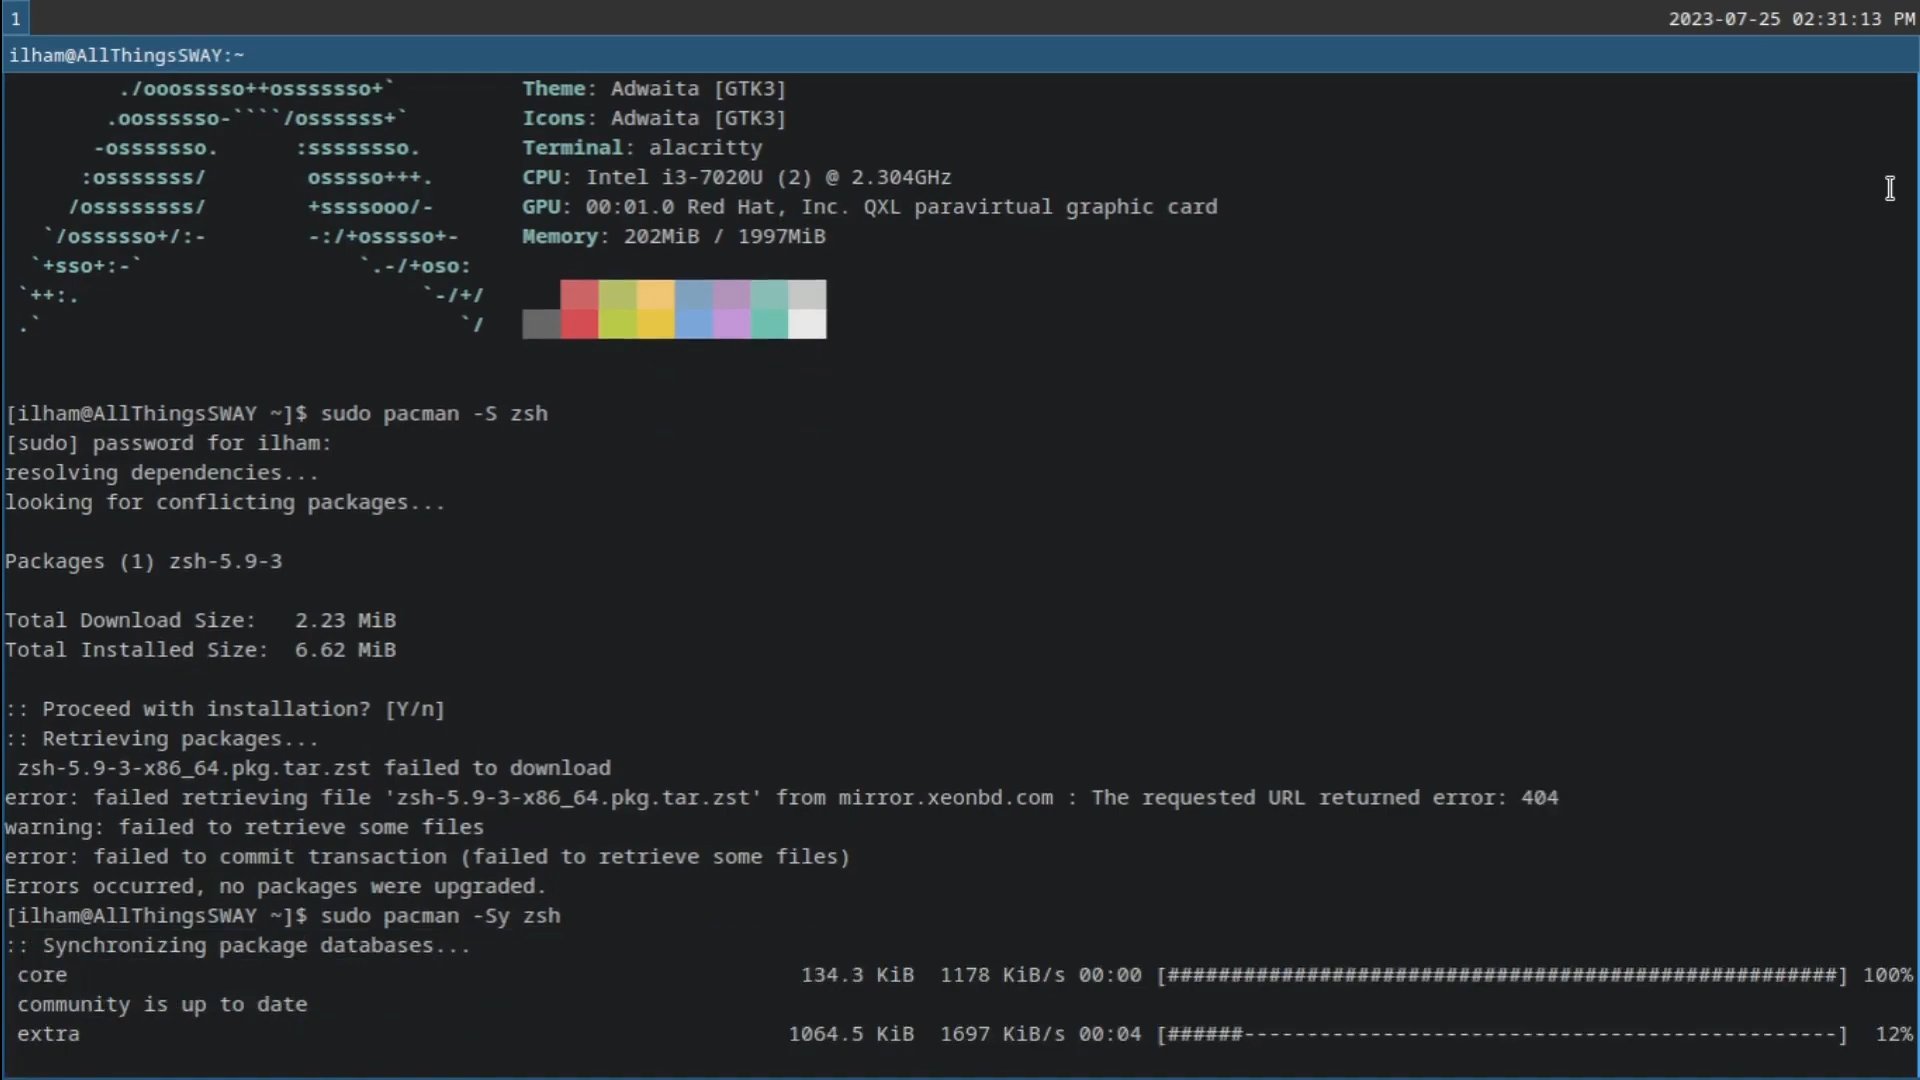 1
2023-07-25 02:31:13 PM
ilham@AllThingsSWAY:~
./ooosssso++osssssso+` Theme: Adwaita [GTK3]
.oossssso-````/ossssss+` Icons: Adwaita [GTK3]
-osssssso. :ssssssso. Terminal: alacritty
:osssssss/ osssso+++. CPU: Intel i3-7020U (2) @ 2.304GHz
/ossssssss/ +ssssooo/- GPU: 00:01.0 Red Hat, Inc. QXL paravirtual graphic card
`/ossssso+/:- -:/+osssso+- Memory: 202MiB / 1997MiB
`+sso+:-` `.-/+oso:
`++:. `-/+/
.` `/
[ilham@AllThingsSWAY ~]$ sudo pacman -S zsh
[sudo] password for ilham:
resolving dependencies...
looking for conflicting packages...
Packages (1) zsh-5.9-3
Total Download Size: 2.23 MiB
Total Installed Size: 6.62 MiB
:: Proceed with installation? [Y/n]
:: Retrieving packages...
zsh-5.9-3-x86_64.pkg.tar.zst failed to download
error: failed retrieving file 'zsh-5.9-3-x86_64.pkg.tar.zst' from mirror.xeonbd.com : The requested URL returned error: 404
warning: failed to retrieve some files
error: failed to commit transaction (failed to retrieve some files)
Errors occurred, no packages were upgraded.
[ilham@AllThingsSWAY ~]$ sudo pacman -Sy zsh
:: Synchronizing package databases...
core 134.3 KiB 1178 KiB/s 00:00 [#####################################################] 100%
community is up to date
extra 1064.5 KiB 1697 KiB/s 00:04 [######-----------------------------------------------] 12%